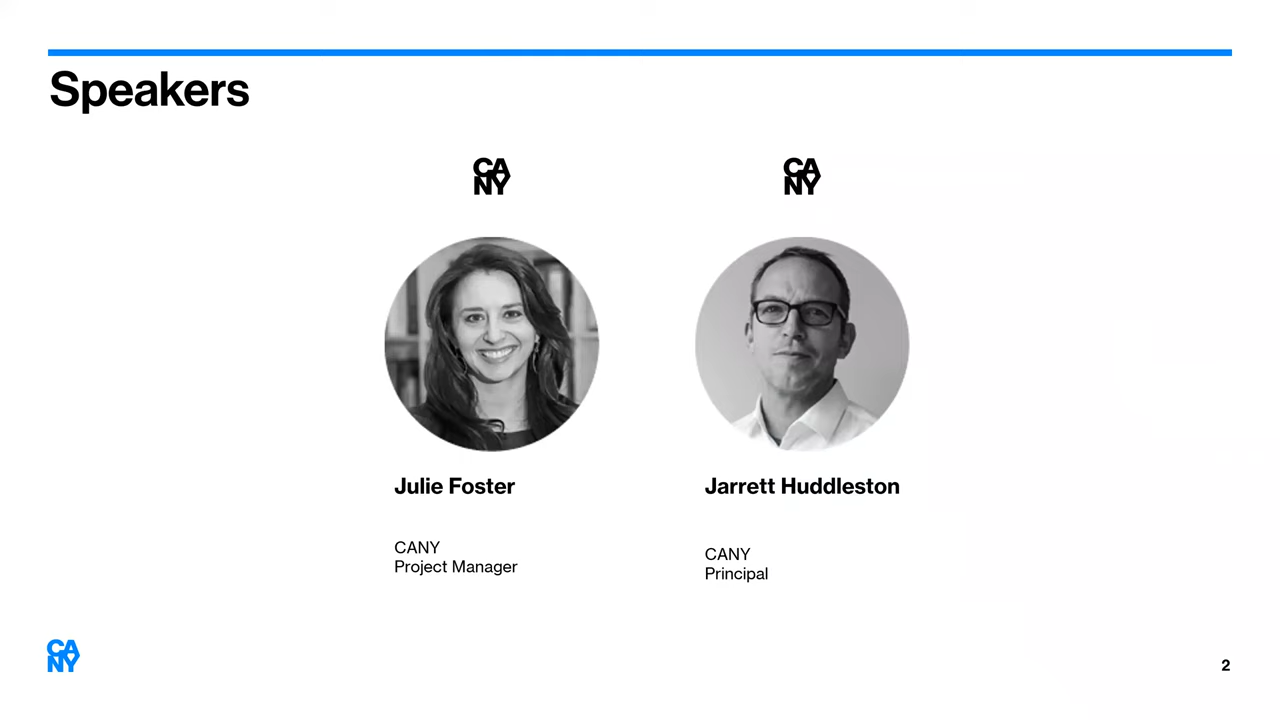 Speakers
CA
NY
CA
NY
Julie Foster
Jarrett Huddleston
CANY
Project Manager
CANY
Principal
CA
NY
2